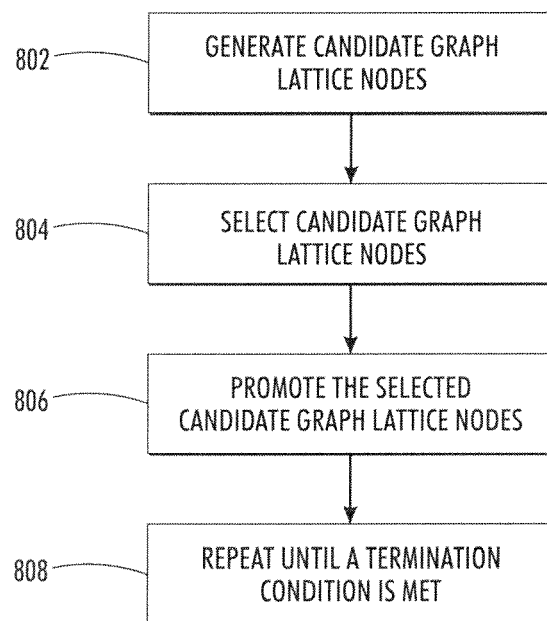 802
GENERATE CANDIDATE GRAPH
LATTICE NODES
804
SELECT CANDIDATE GRAPH
LATTICE NODES
806
PROMOTE THE SELECTED
CANDIDATE GRAPH LATTICE NODES
808
REPEAT UNTIL A TERMINATION
CONDITION IS MET